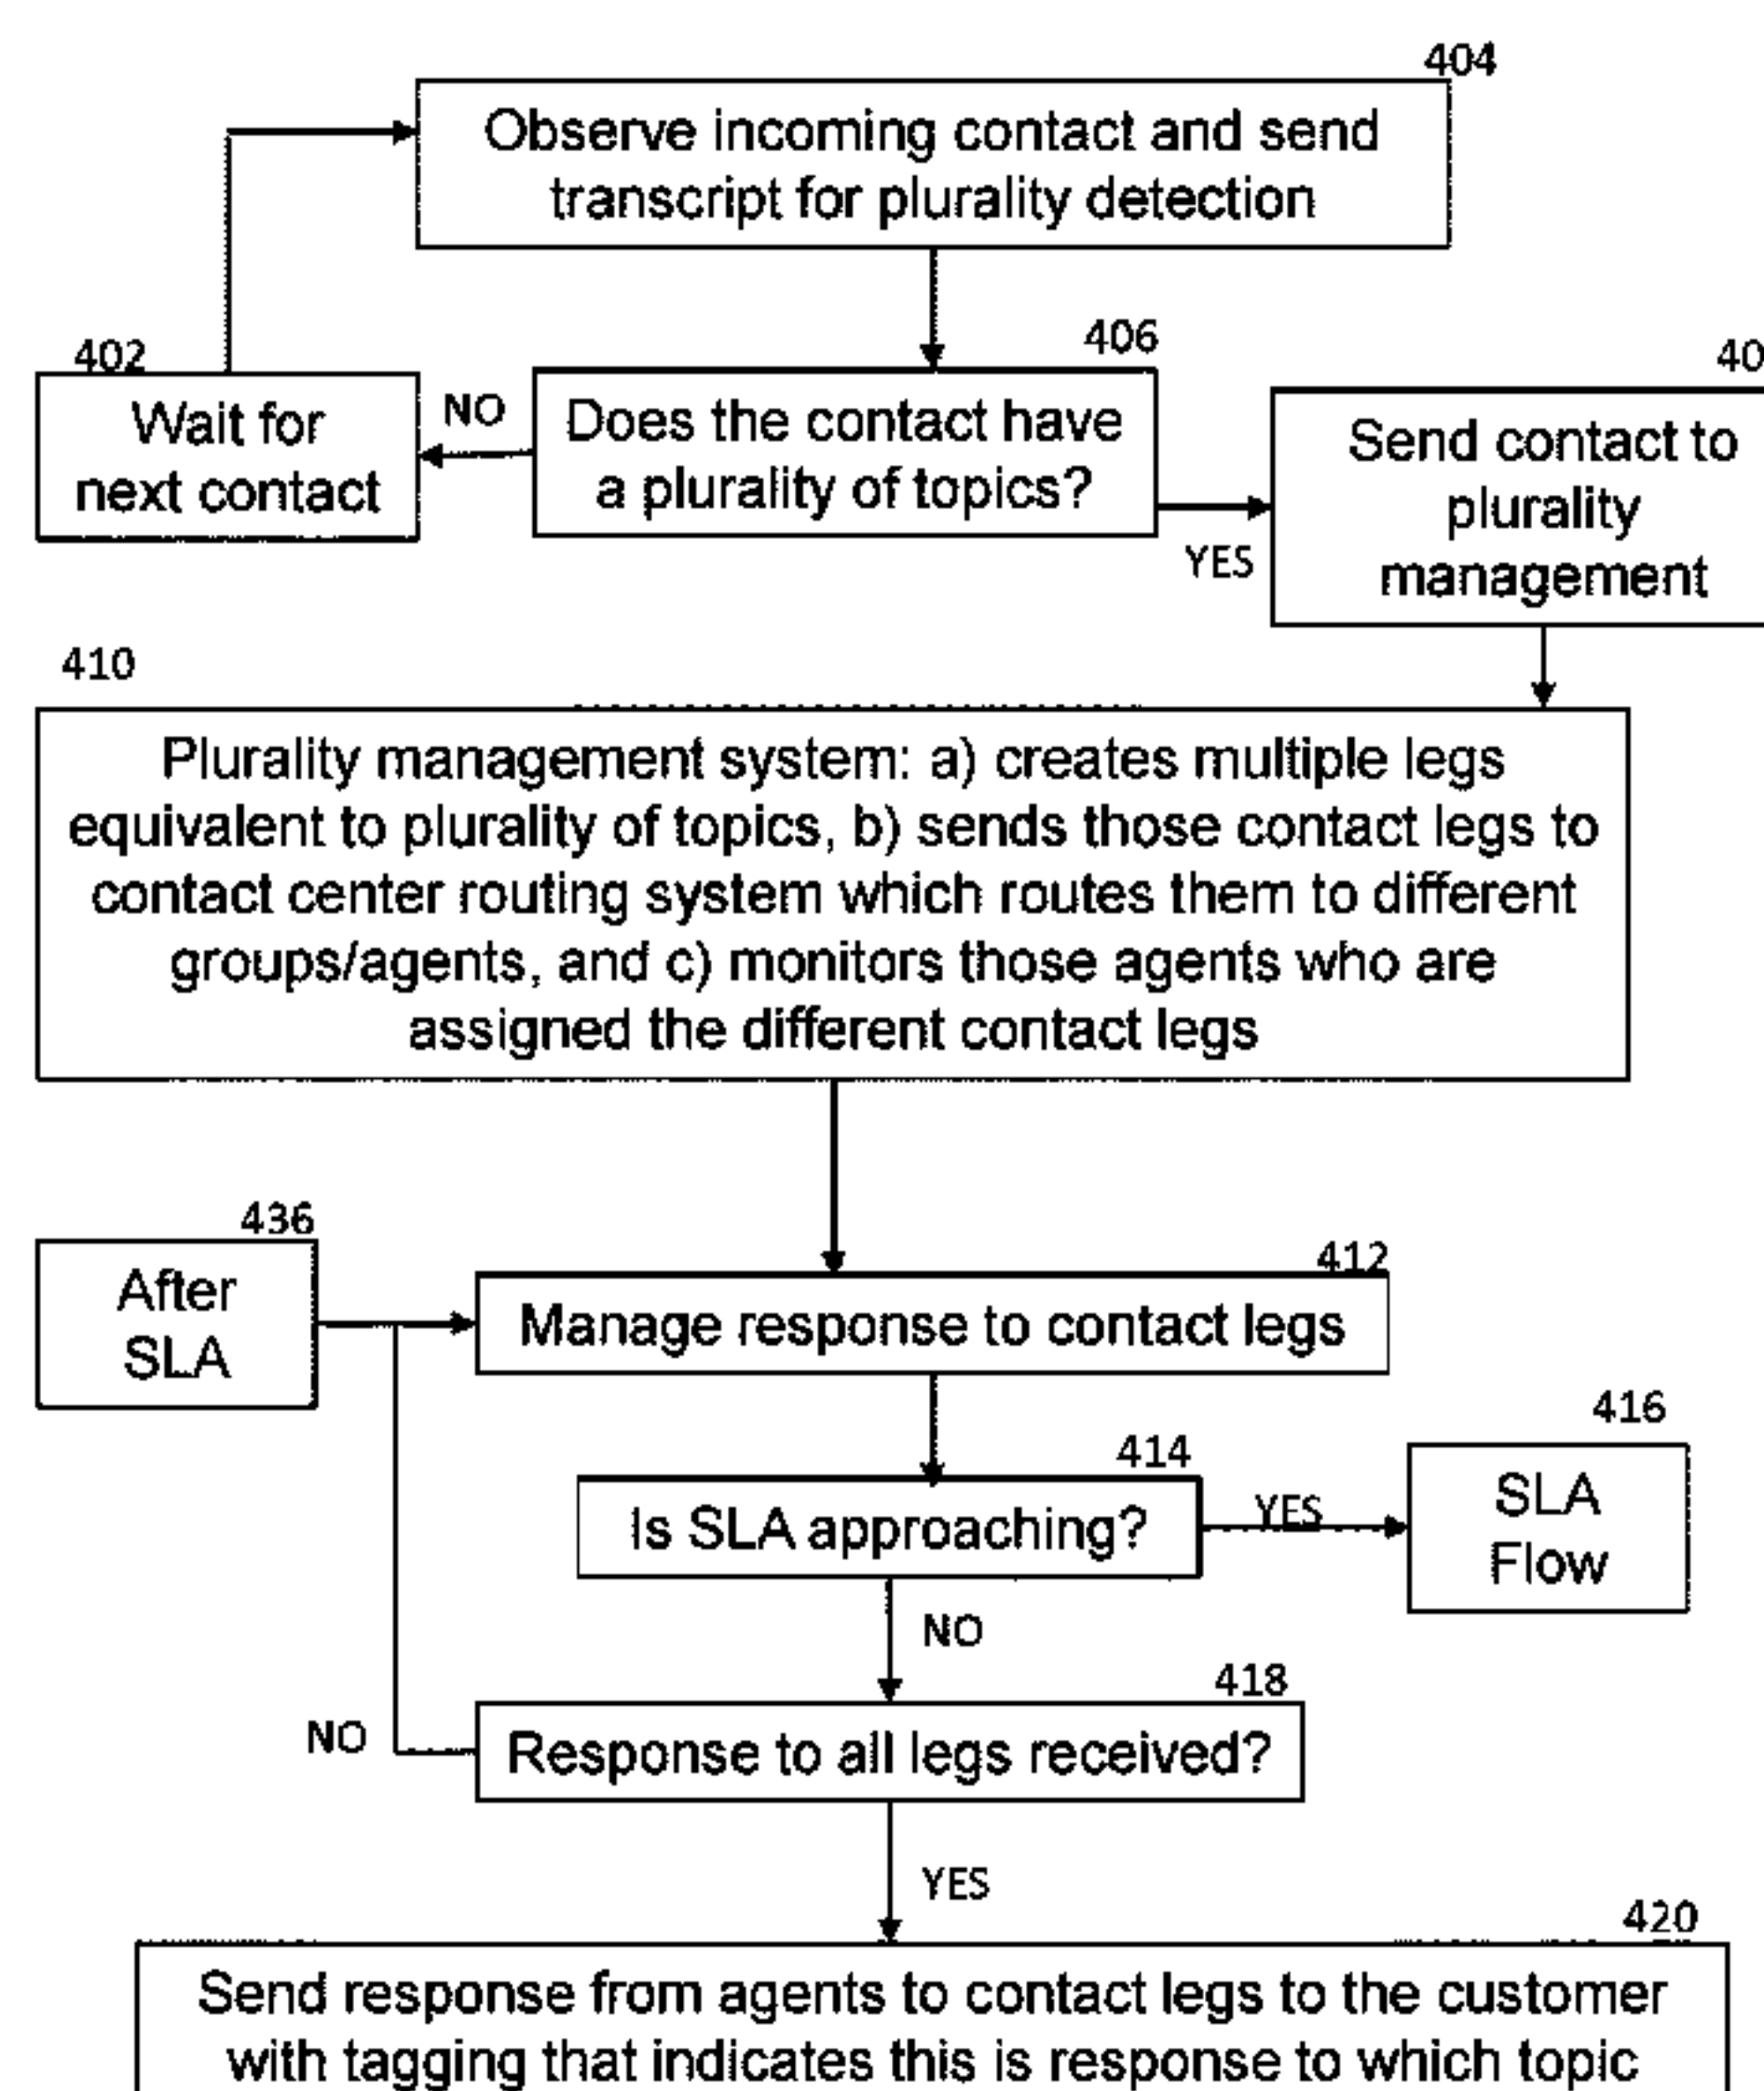 404
Observe incoming contact and send
transcript for plurality detection
402
Wait for
next contact
NO
406
Does the contact have
a plurality of topics?
YES
40
Send contact to
plurality
management
410
Plurality management system: a) creates multiple legs
equivalent to plurality of topics, b) sends those contact legs to
contact center routing system which routes them to different
groups/agents, and c) monitors those agents who are
assigned the different contact legs
436
After
SLA
412
Manage response to contact legs
414
Is SLA approaching?
YES
416
SLA
Flow
NO
418
Response to all legs received?
NO
YES
420
Send response from agents to contact legs to the customer
with tagging that indicates this is response to which topic